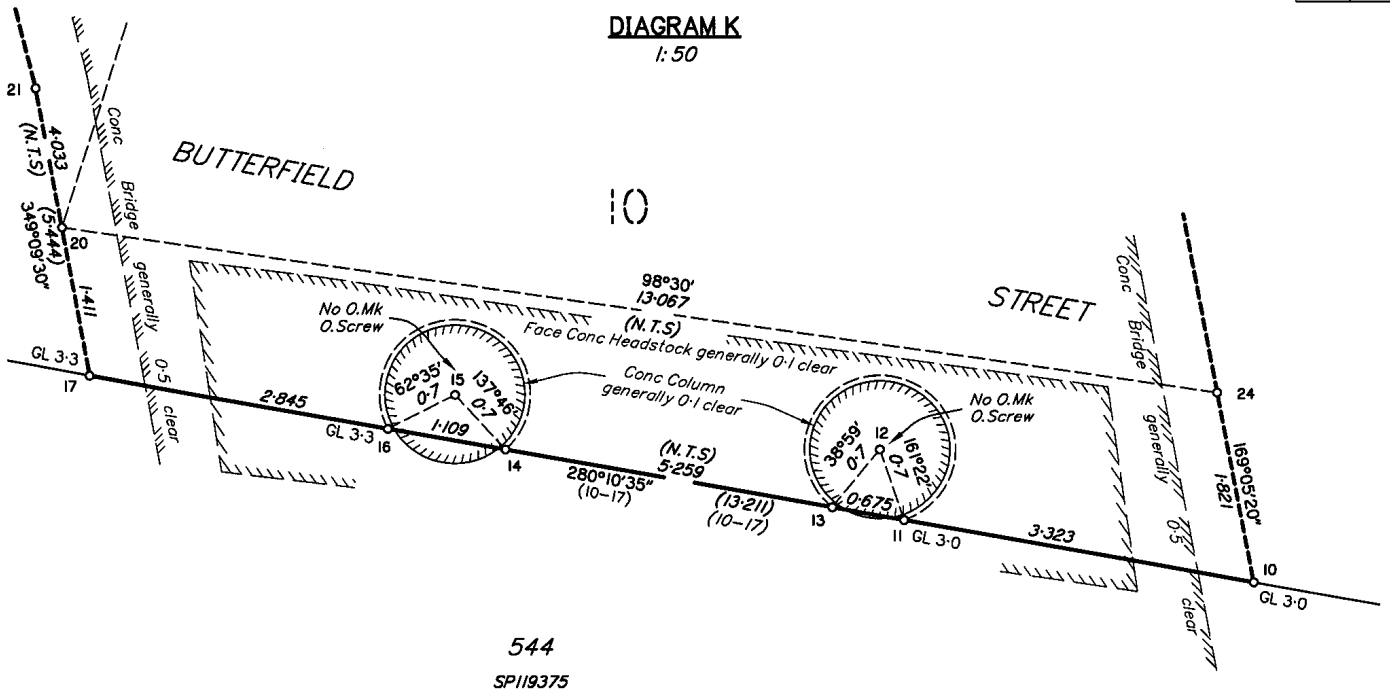 DIAGRAM K
1:50
21
4·033
(N.T.S)
Conc
Bridge
generally
0·5
clear
BUTTERFIELD
10
20
(5·444)
349°09'30"
1·411
98°30'
13·067
(N.T.S)
STREET
Conc
Bridge
generally
0·5
clear
No O.Mk
O.Screw
Face Conc Headstock generally 0·1 clear
Conc Column
generally 0·1 clear
62°35'
0·7
15
137°46'
0·7
1·109
No O.Mk
O.Screw
38°59'
0·7
12
161°22'
0·7
0·675
24
169°05'20"
1·821
GL 3·3
17
2·845
GL 3·3
16
14
280°10'35"
(10-17)
(N.T.S)
5·259
(13·211)
(10-17)
13
11
GL 3·0
3·323
10
GL 3·0
544
SP119375